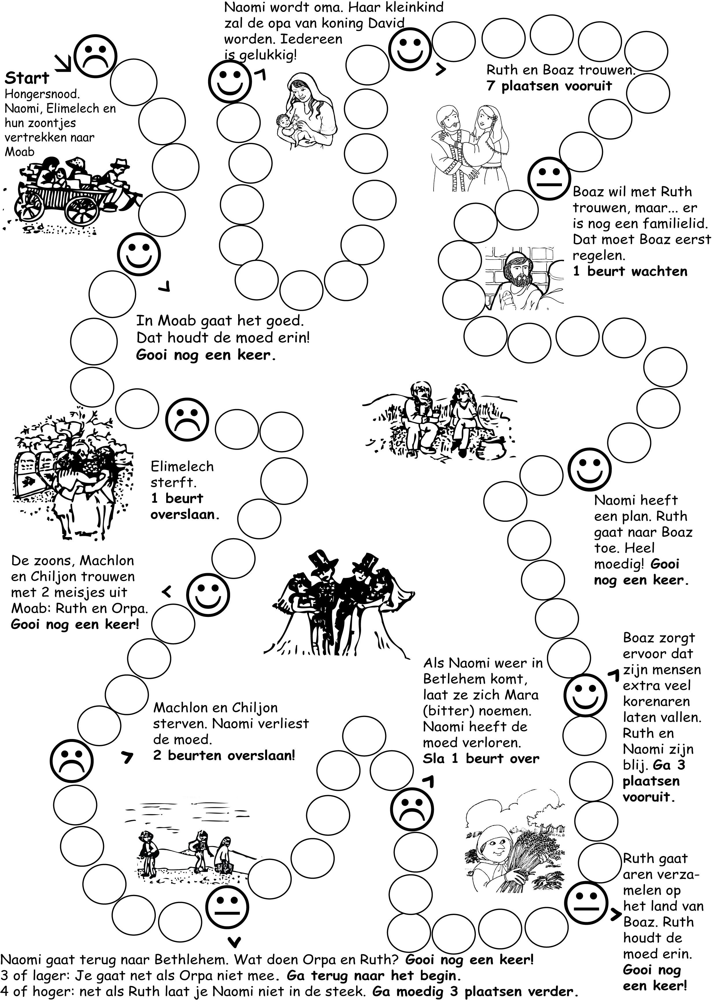 Start
Hongersnood.
Naomi, Elimelech en
hun zoontjes
vertrekken naar
Moab
In Moab gaat het goed.
Dat houdt de moed erin!
Gooi nog een keer.
Elimelech
sterft.
1 beurt
overslaan.
De zoons, Machlon
en Chiljon trouwen
met 2 meisjes uit
Moab: Ruth en Orpa.
Gooi nog een keer!
Machlon en Chiljon
sterven. Naomi verliest
de moed.
2 beurten overslaan!
Naomi gaat terug naar Bethlehem. Wat doen Orpa en Ruth? Gooi nog een keer!
3 of lager: Je gaat net als Orpa niet mee. Ga terug naar het begin.
4 of hoger: net als Ruth laat je Naomi niet in de steek. Ga moedig 3 plaatsen verder.
Als Naomi weer in
Betlehem komt,
laat ze zich Mara
(bitter) noemen.
Naomi heeft de
moed verloren.
Sla 1 beurt over
Ruth gaat
aren verza-
melen op
het land van
Boaz. Ruth
houdt de
moed erin.
Gooi nog
een keer!
Boaz zorgt
ervoor dat
zijn mensen
extra veel
korenaren
laten vallen.
Ruth en
Naomi zijn
blij. Ga 3
plaatsen
vooruit.
Naomi heeft
een plan. Ruth
gaat naar Boaz
toe. Heel
moedig! Gooi
nog een keer.
Boaz wil met Ruth
trouwen, maar... er
is nog een familielid.
Dat moet Boaz eerst
regelen.
1 beurt wachten
Ruth en Boaz trouwen.
7 plaatsen vooruit
Naomi wordt oma. Haar kleinkind
zal de opa van koning David
worden. Iedereen
is gelukkig!